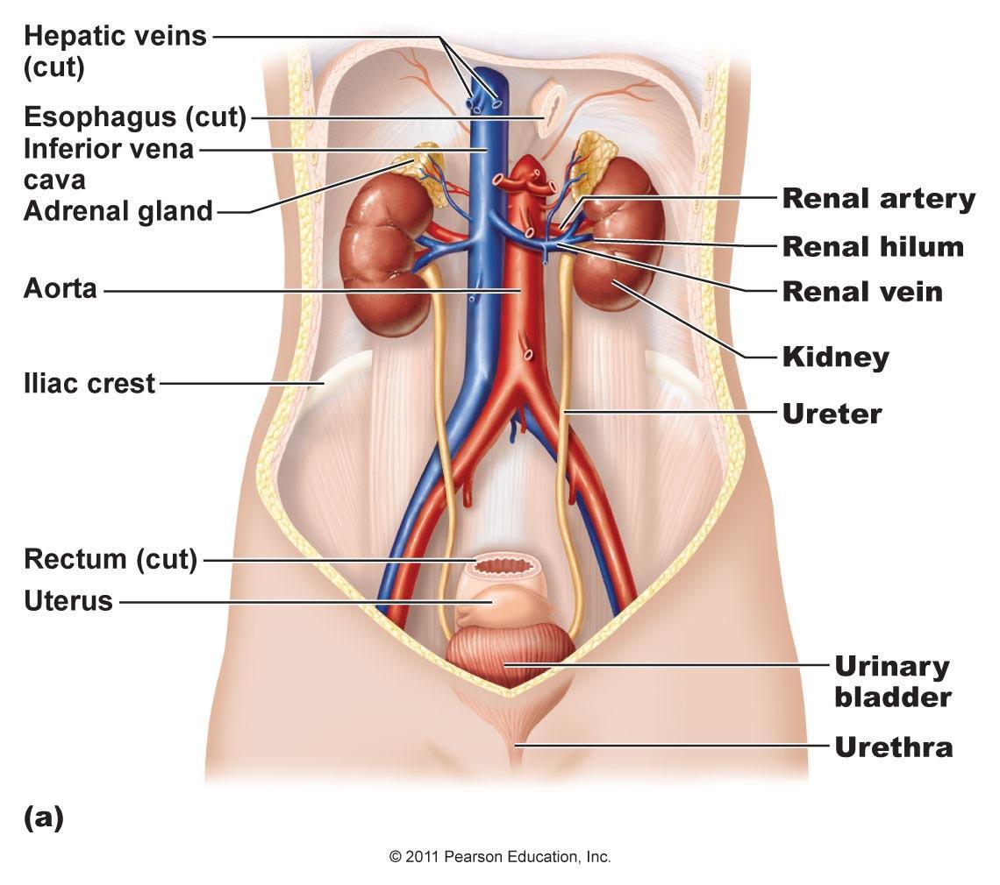 Hepatic veins
(cut)
Esophagus (cut)
Inferior vena
cava
Adrenal gland
Aorta
Iliac crest
Rectum (cut)
Uterus
Renal artery
Renal hilum
Renal vein
Kidney
Ureter
Urinary
bladder
Urethra
(a)
© 2011 Pearson Education, Inc.